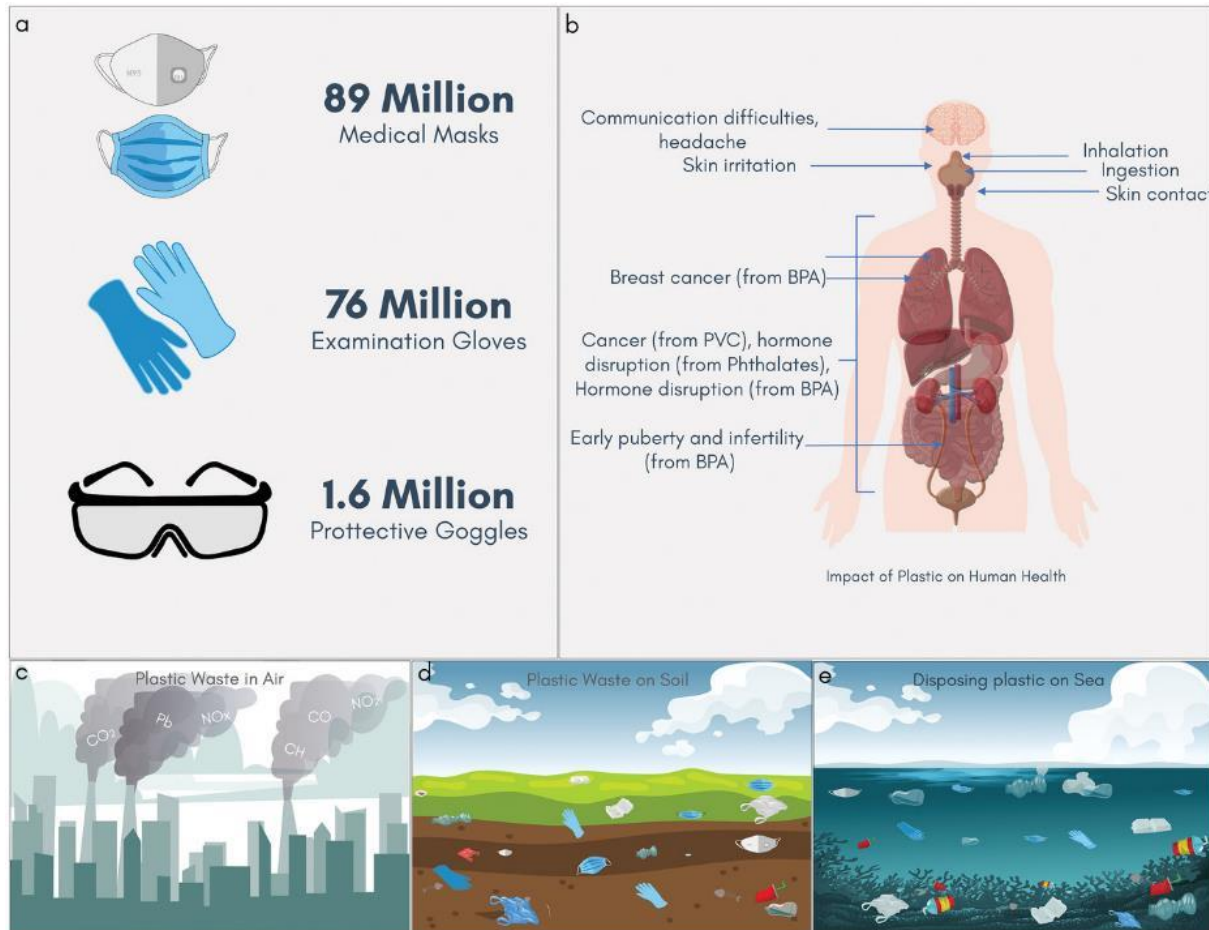 a
N95
89 Million
Medical Masks
76 Million
Examination Gloves
1.6 Million
Prottective Goggles
b
Communication difficulties,
headache
Skin irritation
Inhalation
Ingestion
Skin contact
Breast cancer (from BPA)
Cancer (from PVC), hormone
disruption (from Phthalates),
Hormone disruption (from BPA)
Early puberty and infertility
(from BPA)
Impact of Plastic on Human Health
c
Plastic Waste in Air
CO₂
Pb
NOx
CH
CO
NOx
d
Plastic Waste on Soil
e
Disposing plastic on Sea